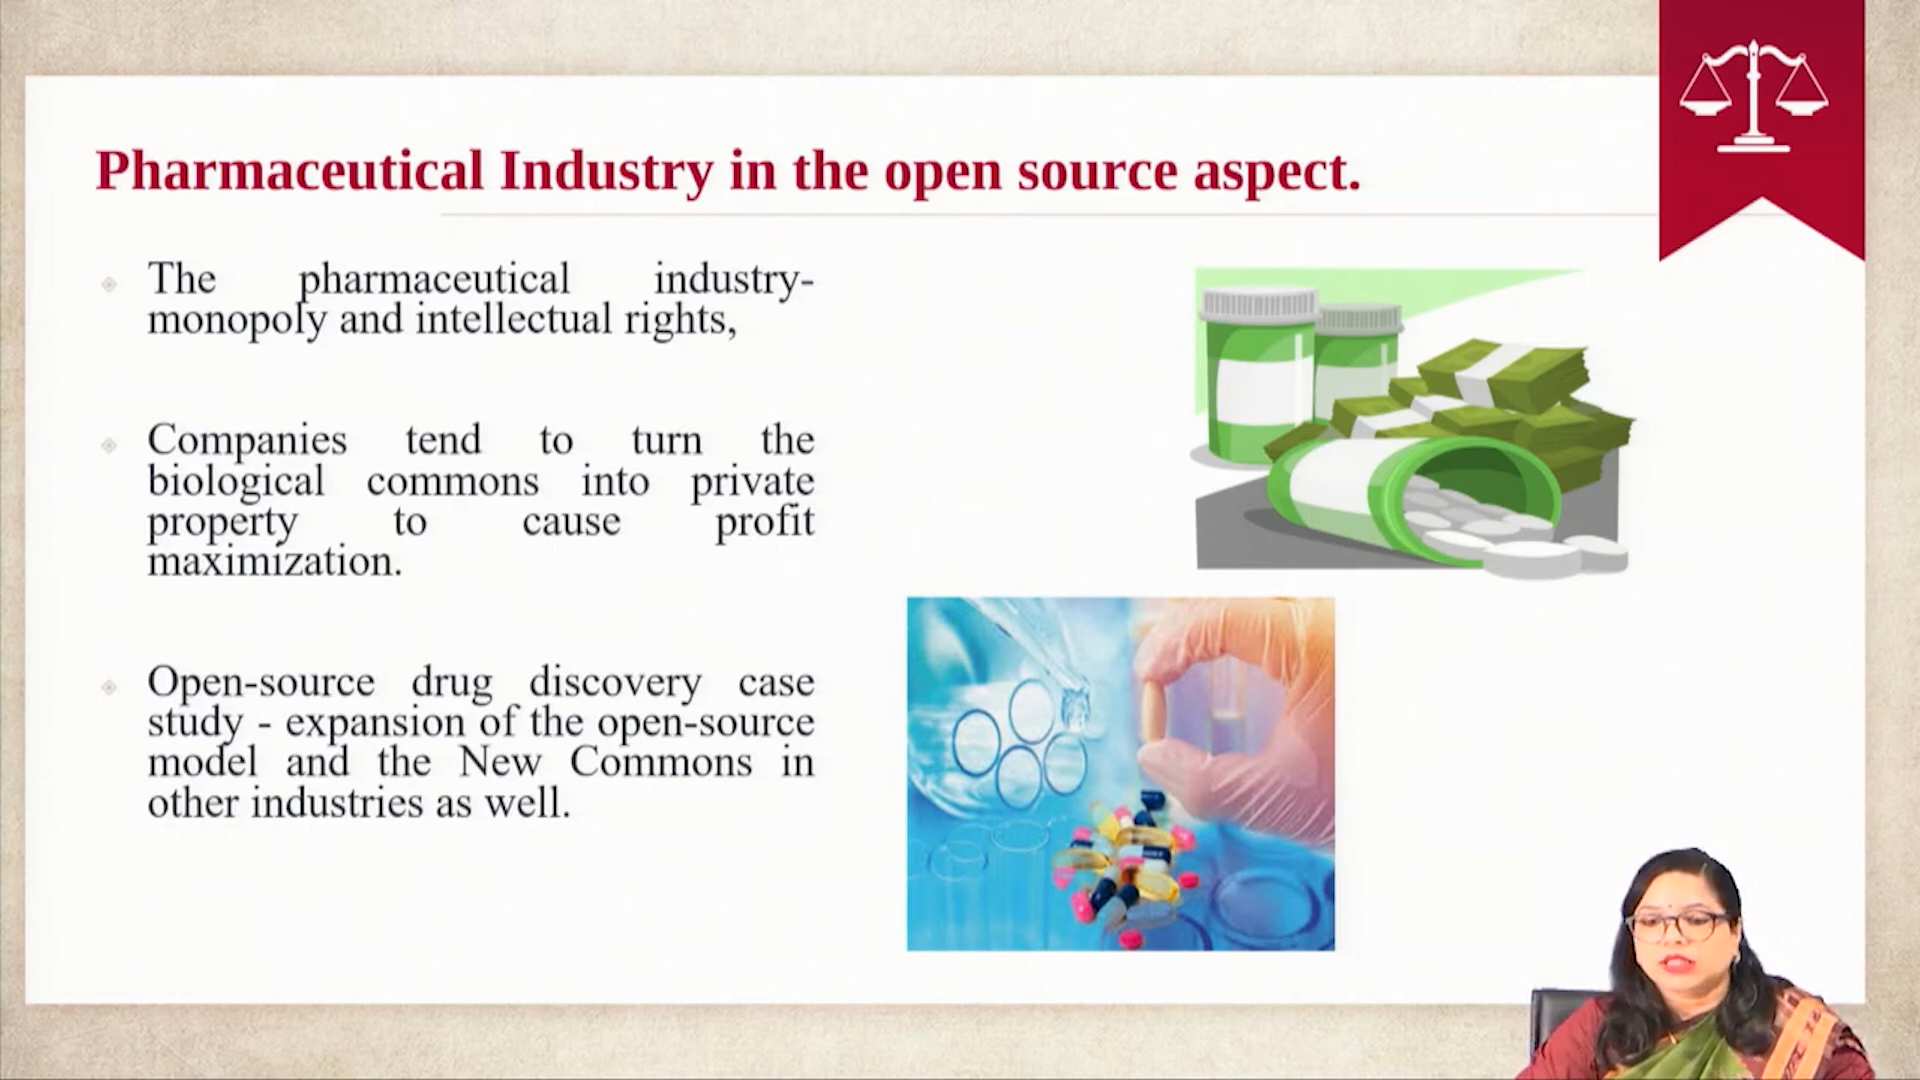 Pharmaceutical Industry in the open source aspect.
The pharmaceutical industry-
monopoly and intellectual rights,
Companies tend to turn the
biological commons into private
property to cause profit
maximization.
Open-source drug discovery case
study - expansion of the open-source
model and the New Commons in
other industries as well.